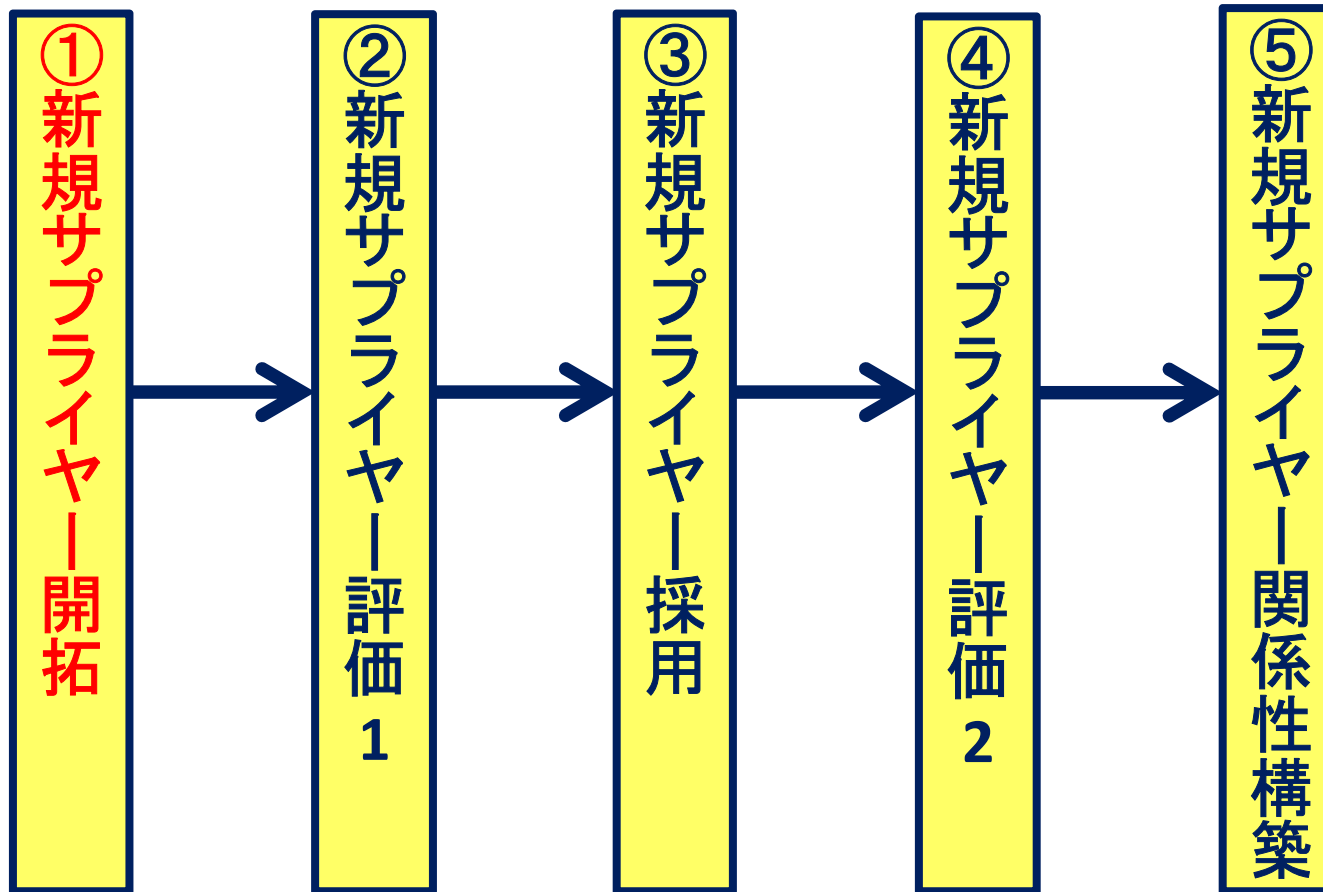 ①新規サプライヤー開拓
②新規サプライヤー評価1
③新規サプライヤー採用
④新規サプライヤー評価2
⑤新規サプライヤー関係性構築